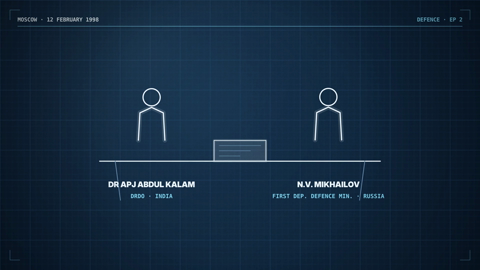 MOSCOW · 12 FEBRUARY 1998
DEFENCE · EP 2
DR APJ ABDUL KALAM
N.V. MIKHAILOV
DRDO · INDIA
FIRST DEP. DEFENCE MIN. · RUSSIA